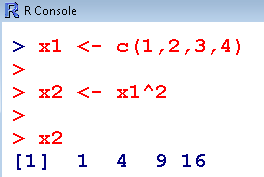 R Console
> x1 <- c(1,2,3,4)
>
> x2 <- x1^2
>
> x2
[1]  1  4  9 16